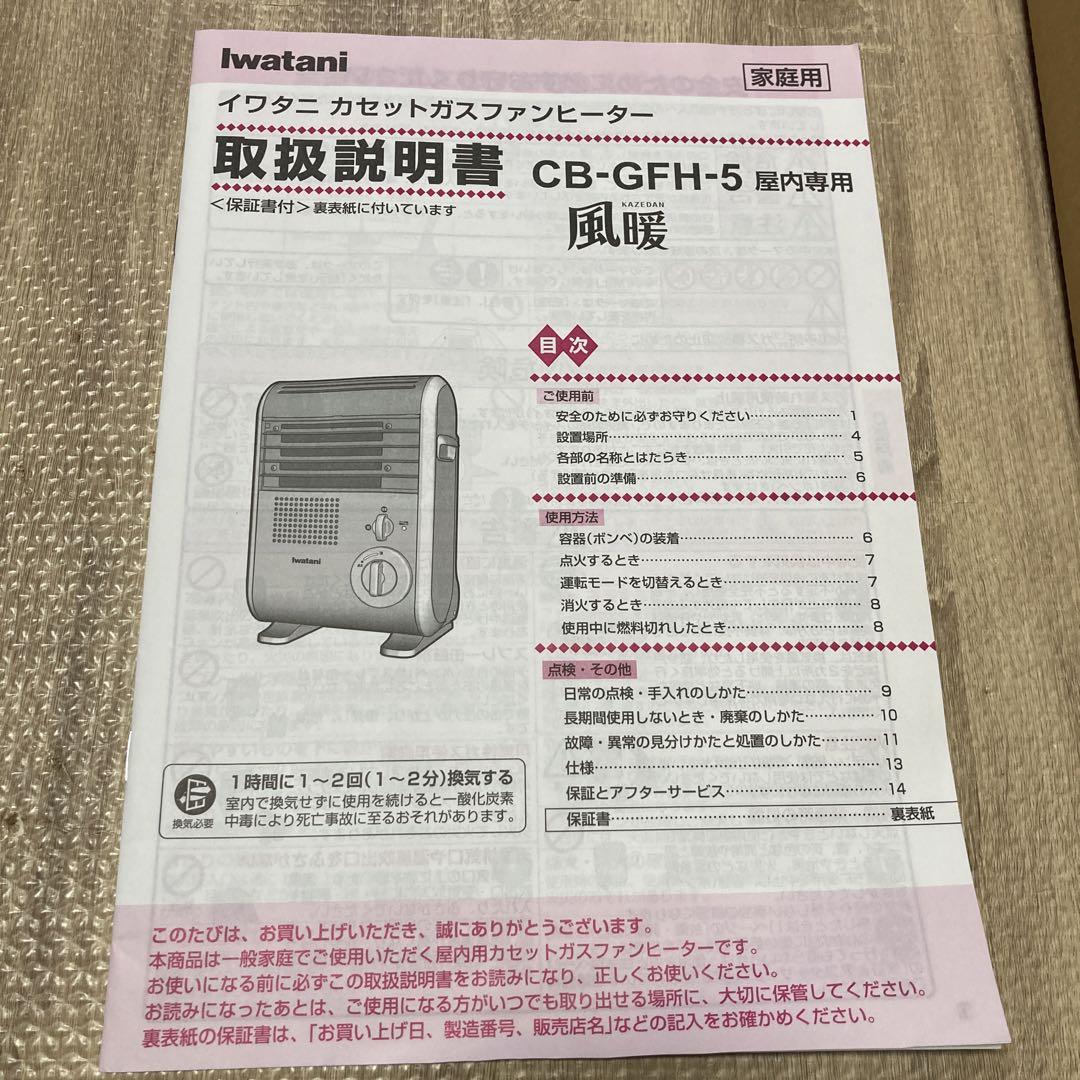 Iwatani
家庭用
イワタニ カセットガスファンヒーター
取扱説明書 CB-GFH-5 屋内専用
＜保証書付＞裏表紙に付いています
KAZEDAN
風暖
目次
ご使用前
安全のために必ずお守りください………………… 1
設置場所……………………………………………… 4
各部の名称とはたらき……………………………… 5
設置前の準備………………………………………… 6
使用方法
容器（ボンベ）の装着……………………………… 6
点火するとき………………………………………… 7
運転モードを切替えるとき………………………… 7
消火するとき………………………………………… 8
使用中に燃料切れしたとき………………………… 8
点検・その他
日常の点検・手入れのしかた……………………… 9
長期間使用しないとき・廃棄のしかた…………… 10
故障・異常の見分けかたと処置のしかた………… 11
仕様…………………………………………………… 13
保証とアフターサービス…………………………… 14
保証書………………………………………………… 裏表紙
Iwatani
換気必要
１時間に１～２回（１～２分）換気する
室内で換気せずに使用を続けると一酸化炭素
中毒により死亡事故に至るおそれがあります。
このたびは、お買い上げいただき、誠にありがとうございます。
本商品は一般家庭でご使用いただく屋内用カセットガスファンヒーターです。
お使いになる前に必ずこの取扱説明書をお読みになり、正しくお使いください。
お読みになったあとは、ご使用になる方がいつでも取り出せる場所に、大切に保管してください。
裏表紙の保証書は、「お買い上げ日、製造番号、販売店名」などの記入をお確かめください。